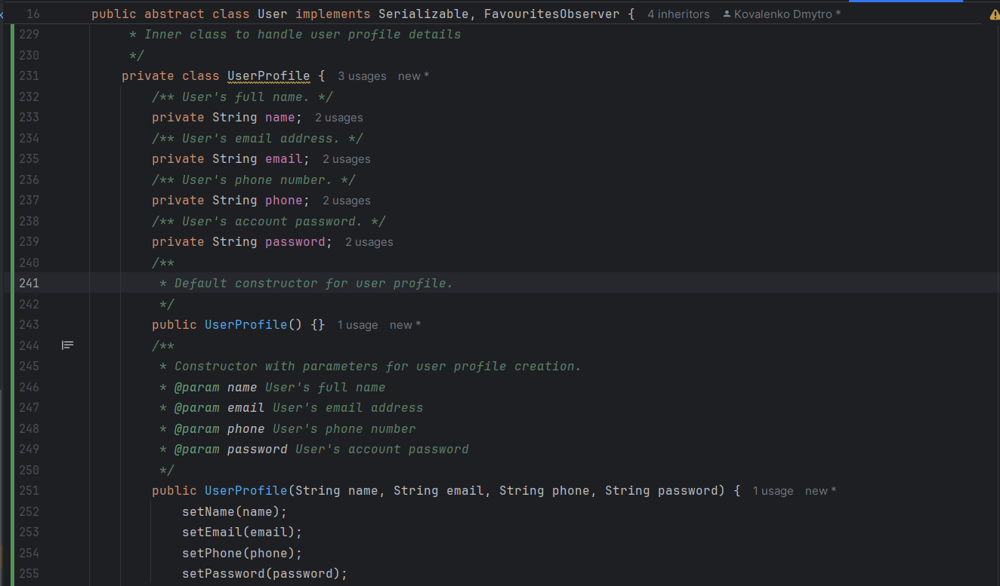 16 public abstract class User implements Serializable, FavouritesObserver { 4 inheritors Kovalenko Dmytro *
229 * Inner class to handle user profile details
230 */
231 private class UserProfile { 3 usages new *
232 /** User's full name. */
233 private String name; 2 usages
234 /** User's email address. */
235 private String email; 2 usages
236 /** User's phone number. */
237 private String phone; 2 usages
238 /** User's account password. */
239 private String password; 2 usages
240 /**
241 * Default constructor for user profile.
242 */
243 public UserProfile() {} 1 usage new *
244 /**
245 * Constructor with parameters for user profile creation.
246 * @param name User's full name
247 * @param email User's email address
248 * @param phone User's phone number
249 * @param password User's account password
250 */
251 public UserProfile(String name, String email, String phone, String password) { 1 usage new *
252 setName(name);
253 setEmail(email);
254 setPhone(phone);
255 setPassword(password);